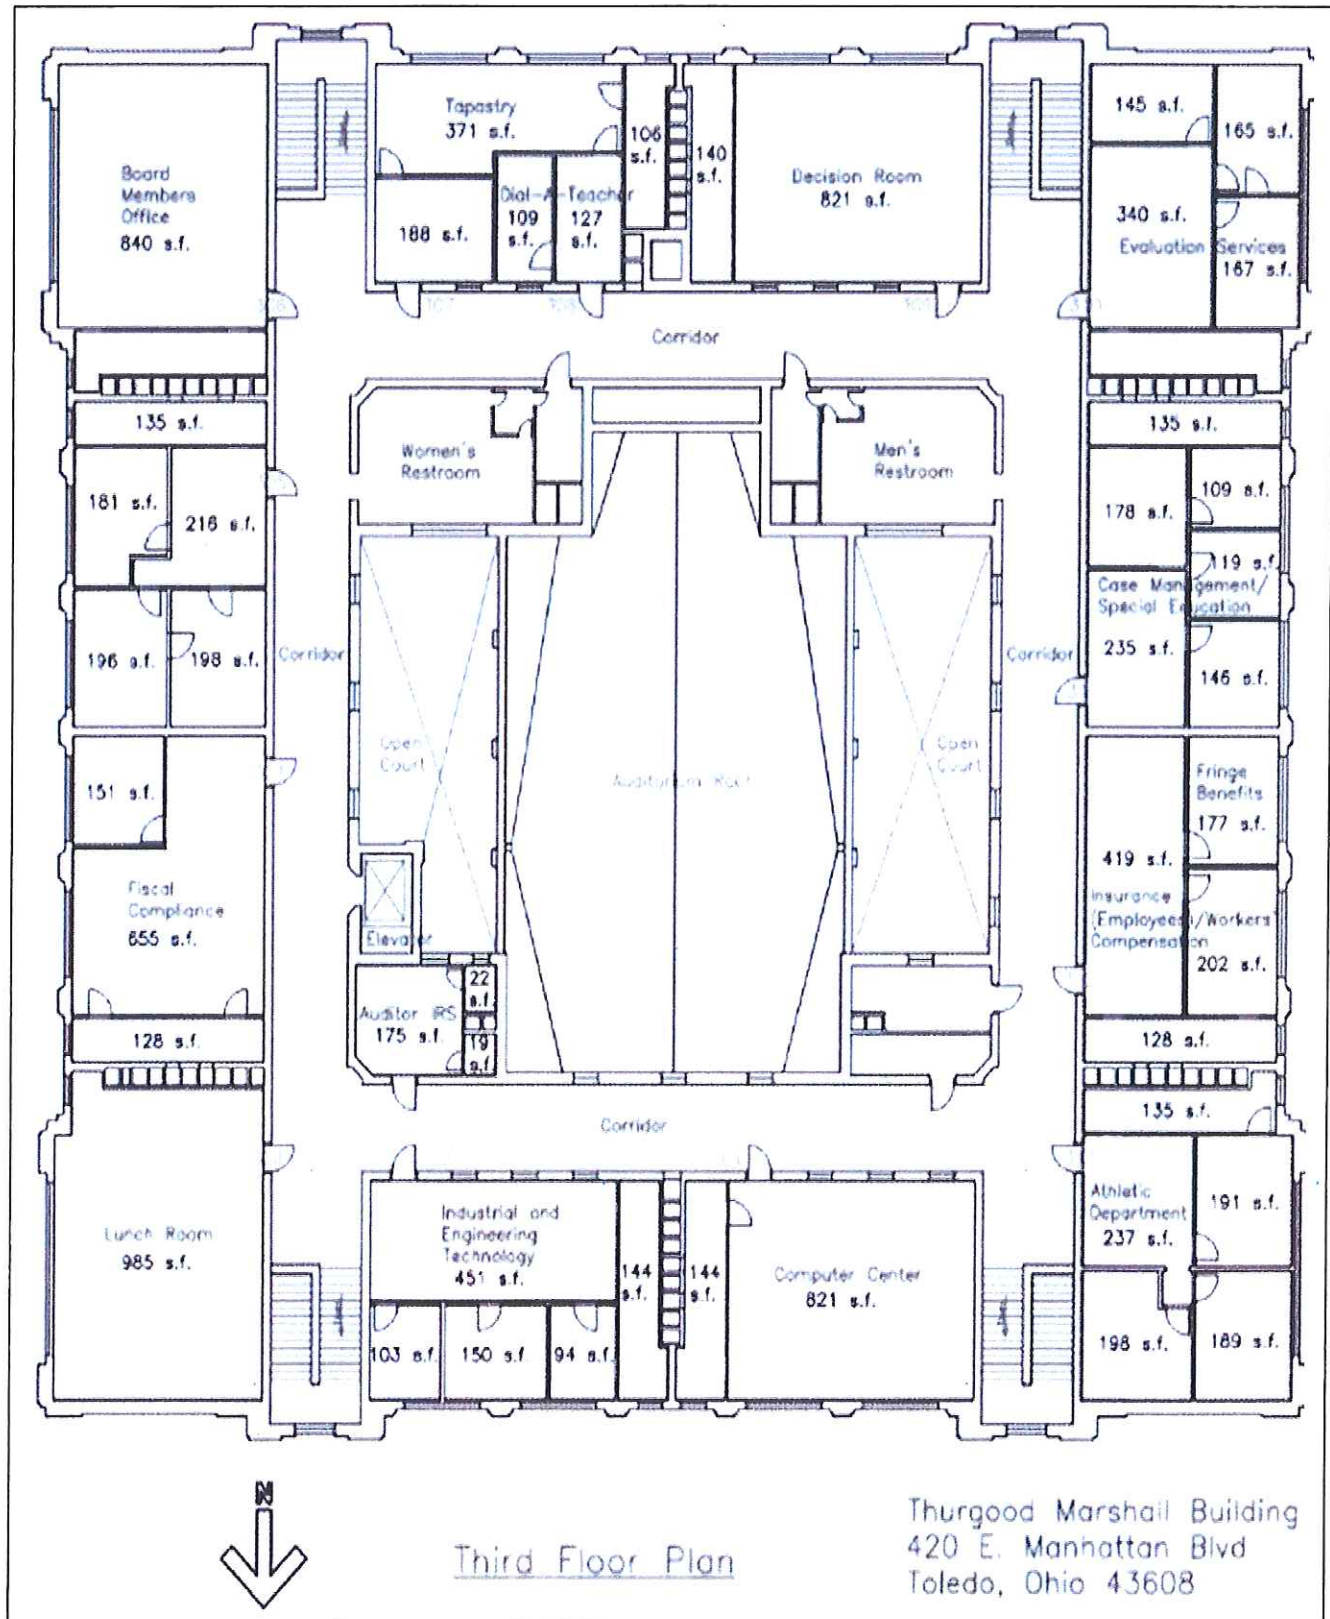 Board
Members
Office
840 s.f.
Tapastry
371 s.f.
106
s.f.
140
s.f.
Decision Room
821 s.f.
145 s.f.
165 s.f.
188 s.f.
Dial-A-Teacher
109
s.f.
127
s.f.
340 s.f.
Evaluation Services
167 s.f.
107
108
Corridor
135 s.f.
Women's
Restroom
Men's
Restroom
135 s.f.
181 s.f.
216 s.f.
178 s.f.
109 s.f.
119 s.f.
Case Management/
Special Education
196 s.f.
198 s.f.
Corridor
Corridor
235 s.f.
146 s.f.
151 s.f.
Open
Court
Auditorium Roof
Open
Court
Fringe
Benefits
177 s.f.
419 s.f.
Fiscal
Compliance
655 s.f.
Elevator
Insurance
(Employees)/Workers'
Compensation
202 s.f.
Auditor IRS
175 s.f.
22
s.f.
19
s.f.
128 s.f.
128 s.f.
135 s.f.
Corridor
Lunch Room
985 s.f.
Industrial and
Engineering
Technology
451 s.f.
144
s.f.
144
s.f.
Computer Center
821 s.f.
Athletic
Department
237 s.f.
191 s.f.
103 s.f.
150 s.f.
94 s.f.
198 s.f.
189 s.f.
N
Third Floor Plan
Thurgood Marshall Building
420 E. Manhattan Blvd
Toledo, Ohio 43608